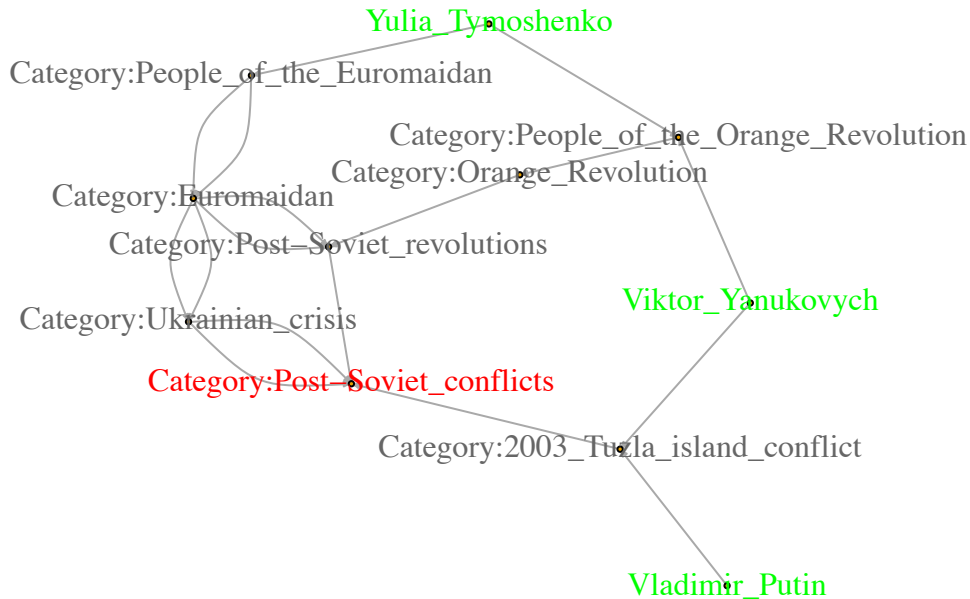 Yulia_Tymoshenko
Category:People_of_the_Euromaidan
Category:People_of_the_Orange_Revolution
Category:Orange_Revolution
Category:Euromaidan
Category:Post−Soviet_revolutions
Viktor_Yanukovych
Category:Ukrainian_crisis
Category:Post−Soviet_conflicts
Category:2003_Tuzla_island_conflict
Vladimir_Putin